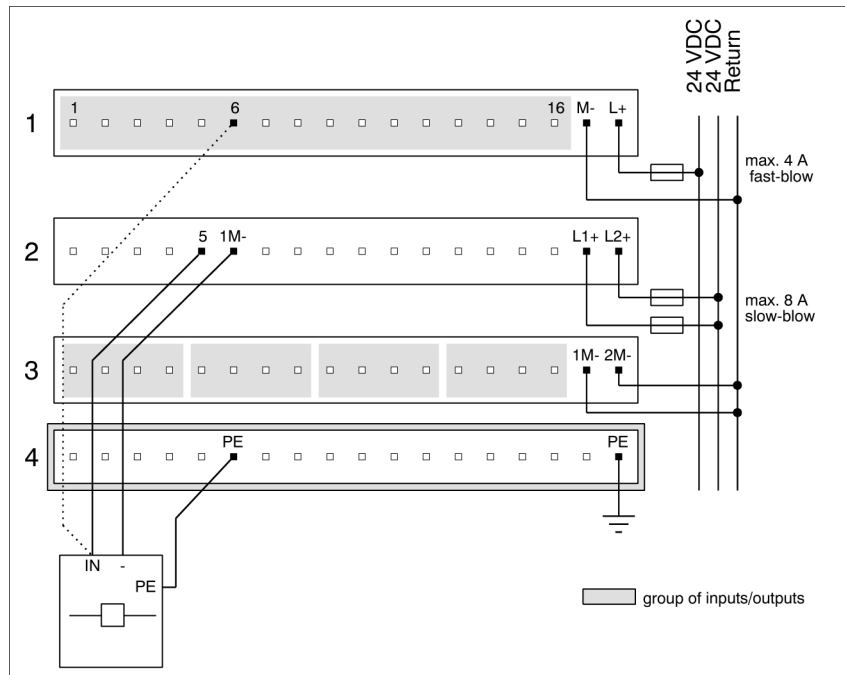 24 VDC
24 VDC
Return
1 6 16 M- L+
1
max. 4 A
fast-blow
5 1M- L1+ L2+
2
max. 8 A
slow-blow
1M- 2M-
3
PE PE
4
IN -
PE
group of inputs/outputs